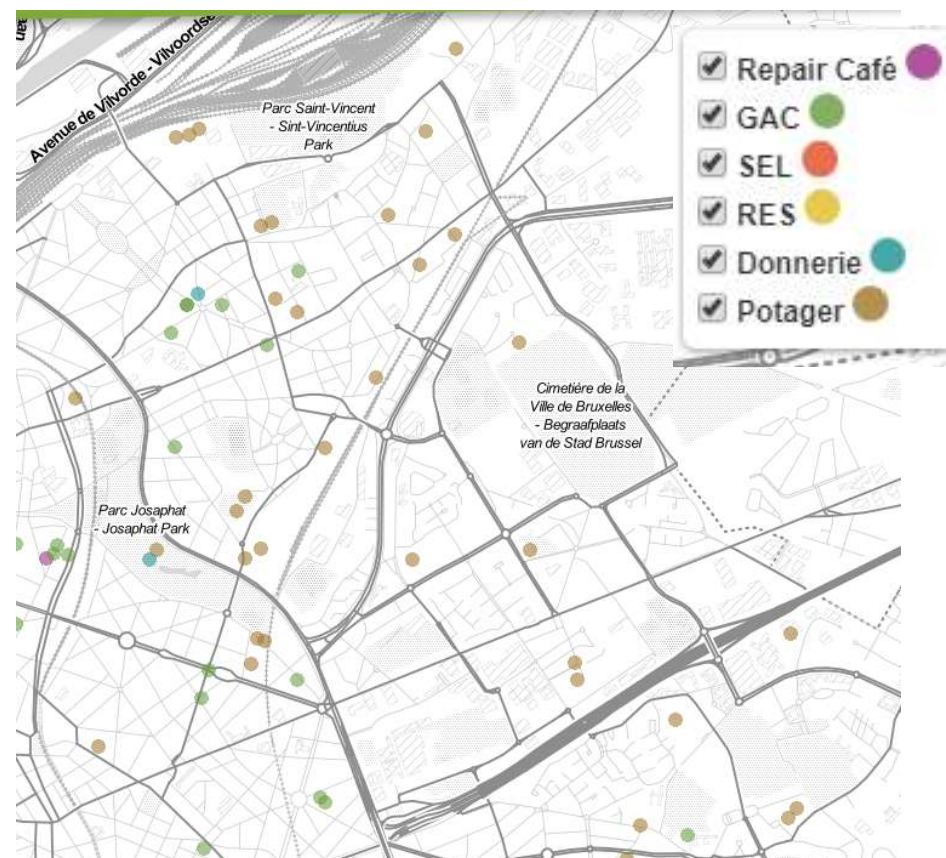 Avenue de Vilvorde - Vilvoordse
Parc Saint-Vincent
- Sint-Vincentius
Park
Repair Café
GAC
SEL
RES
Donnerie
Potager
Cimetiére de la
Ville de Bruxelles
- Begraafplaats
van de Stad Brussel
Parc Josaphat
- Josaphat Park